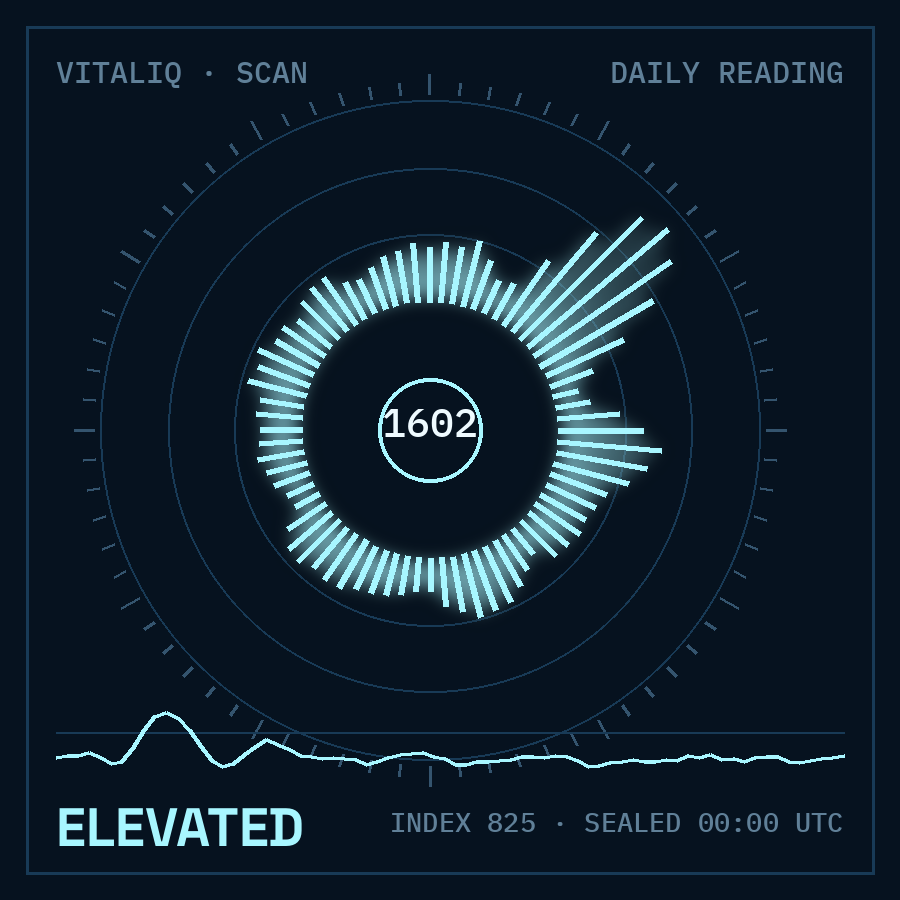 VITALIQ · SCAN
DAILY READING
1602
ELEVATED
INDEX 825 · SEALED 00:00 UTC